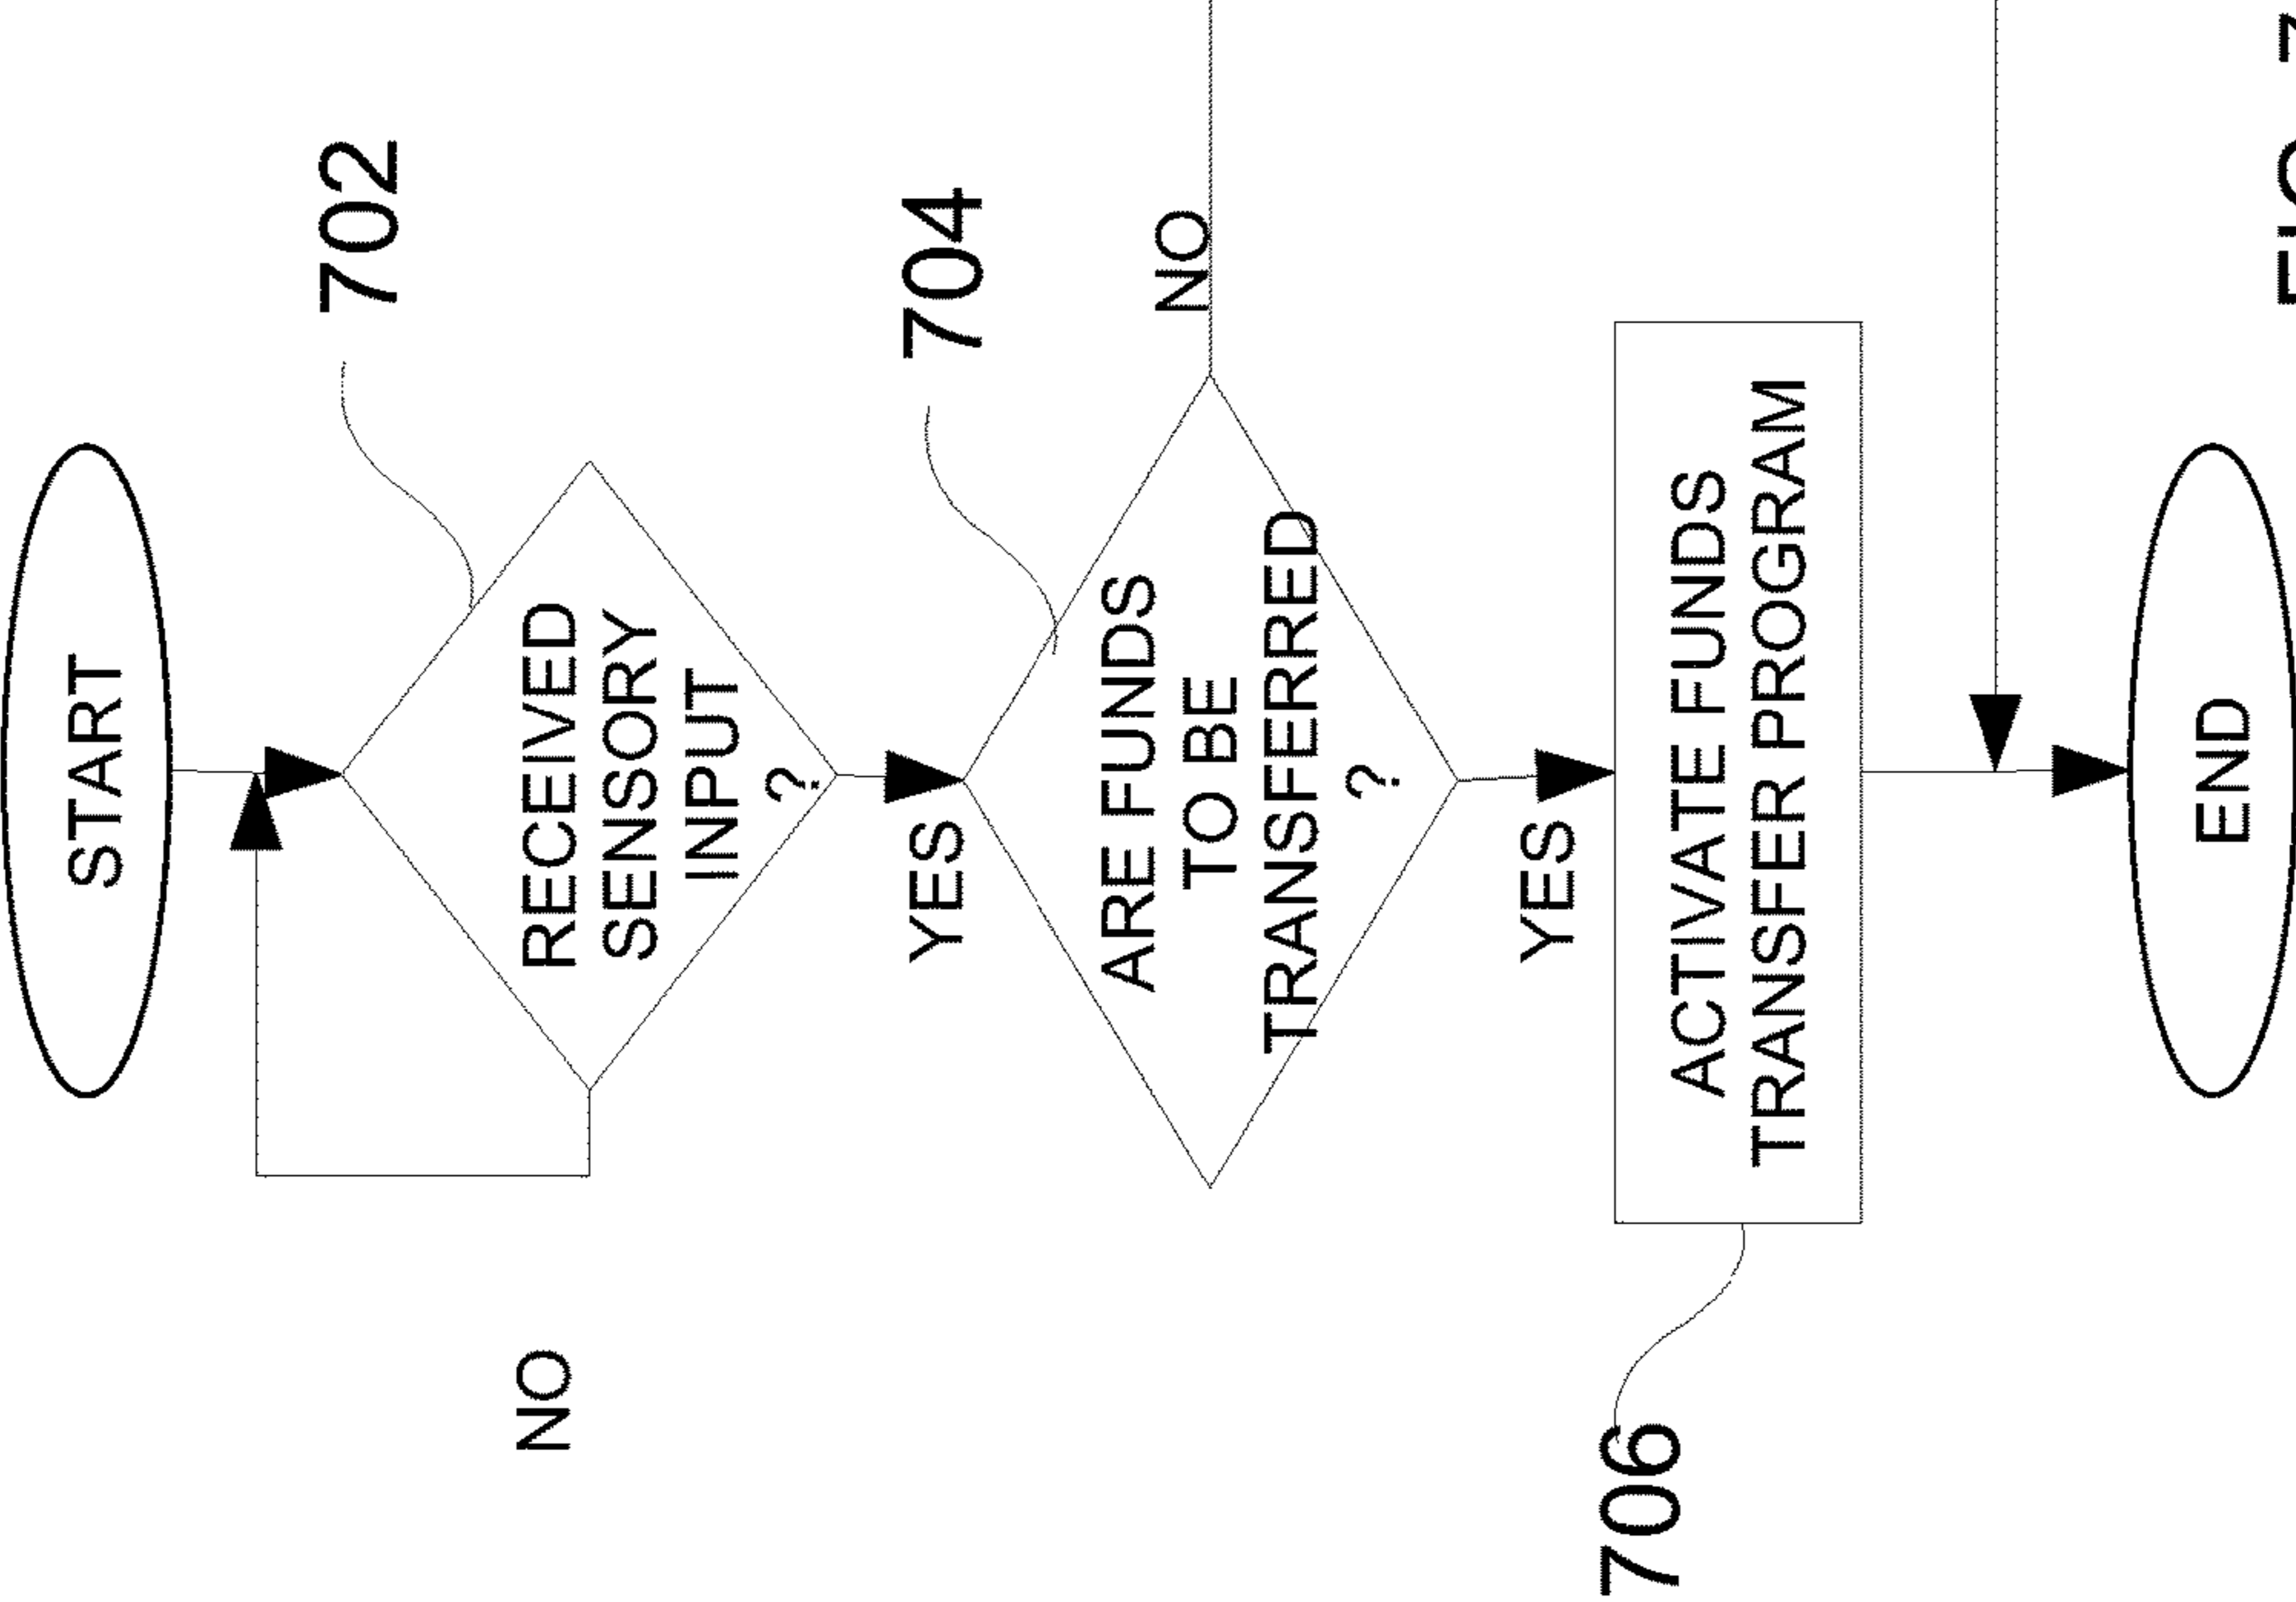 START
702
RECEIVED
SENSORY
INPUT
?
NO
YES
704
NO
ARE FUNDS
TO BE
TRANSFERRED
?
YES
706
ACTIVATE FUNDS
TRANSFER PROGRAM
END